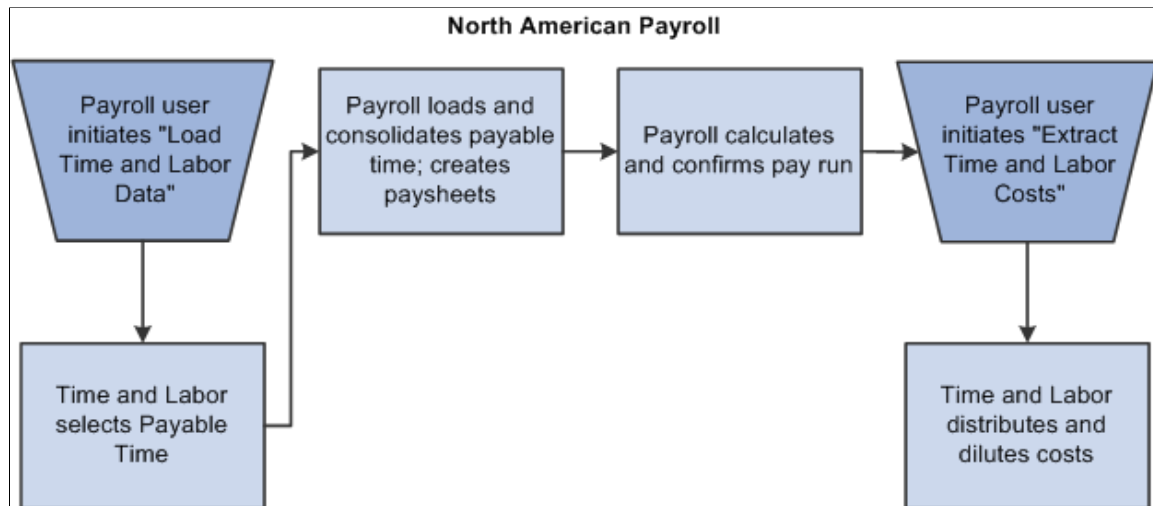 North American Payroll
Payroll user
initiates "Load
Time and Labor
Data"
Time and Labor
selects Payable
Time
Payroll loads and
consolidates payable
time; creates
paysheets
Payroll calculates
and confirms pay run
Payroll user
initiates "Extract
Time and Labor
Costs"
Time and Labor
distributes and
dilutes costs